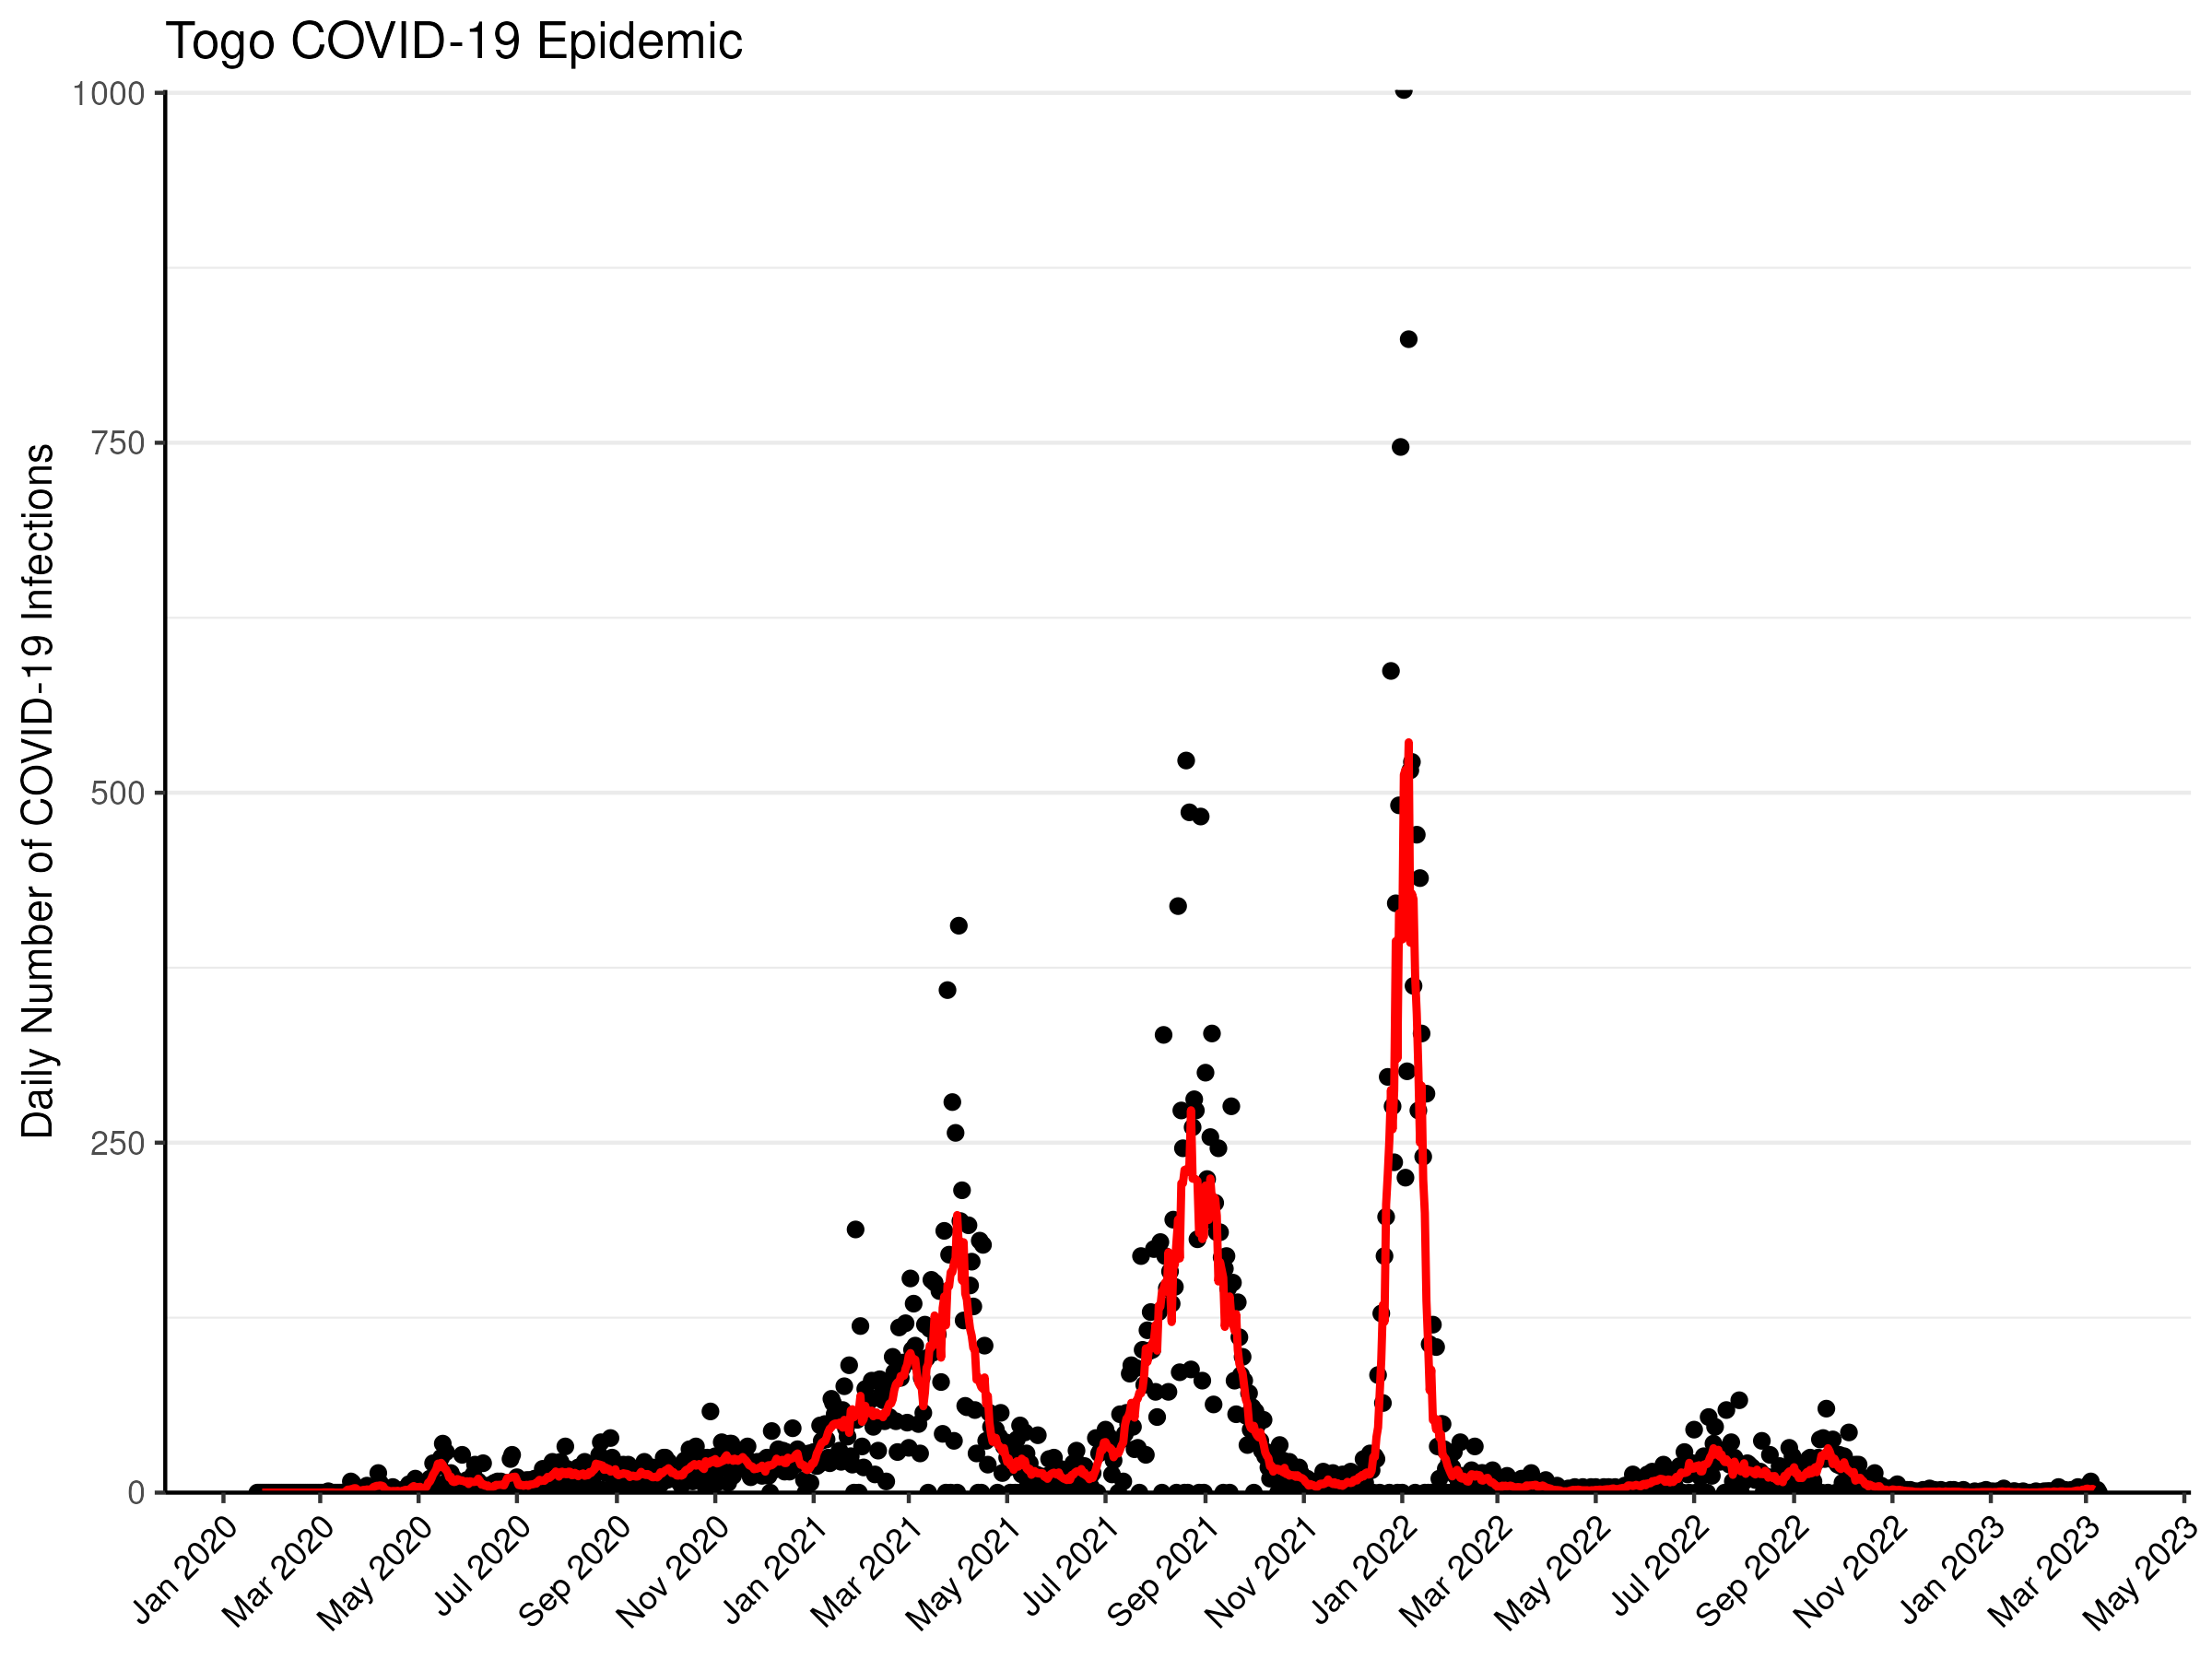 Togo COVID-19 Epidemic
Daily Number of COVID-19 Infections
1000
750
500
250
0
Jan 2020
Mar 2020
May 2020
Jul 2020
Sep 2020
Nov 2020
Jan 2021
Mar 2021
May 2021
Jul 2021
Sep 2021
Nov 2021
Jan 2022
Mar 2022
May 2022
Jul 2022
Sep 2022
Nov 2022
Jan 2023
Mar 2023
May 2023